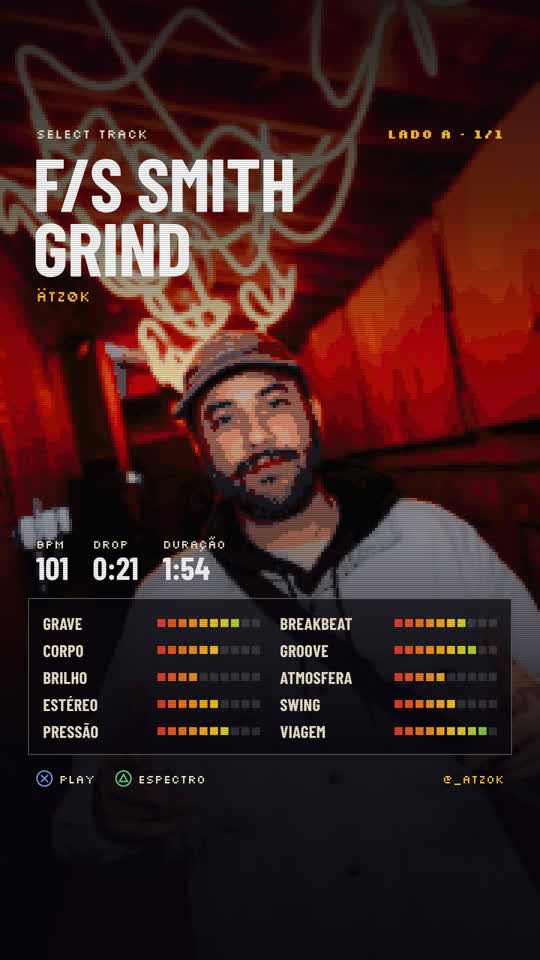 SELECT TRACK
LADO A - 1/1
F/S SMITH
GRIND
ÄTZØK
BPM DROP DURAÇÃO
101 0:21 1:54
GRAVE BREAKBEAT
CORPO GROOVE
BRILHO ATMOSFERA
ESTÉREO SWING
PRESSÃO VIAGEM
PLAY ESPECTRO @_ATZOK